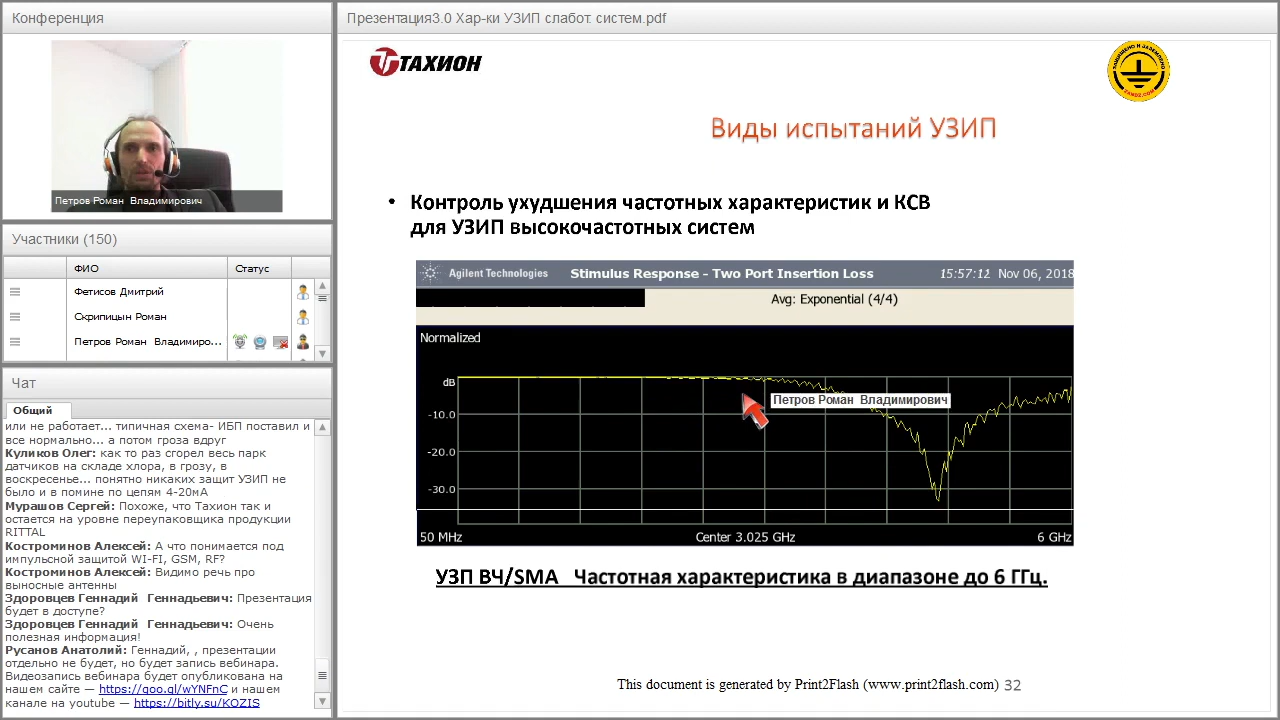 Конференция
Петров Роман Владимирович
Участники (150)
ФИО Статус
Фетисов Дмитрий
Скрипицын Роман
Петров Роман Владимиро...
Чат
Общий
или не работает... типичная схема- ИБП поставил и
все нормально... а потом гроза вдруг
Куликов Олег: как то раз сгорел весь парк
датчиков на складе хлора, в грозу, в
воскресенье... понятно никаких защит УЗИП не
было и в помине по цепям 4-20мА
Мурашов Сергей: Похоже, что Тахион так и
остается на уровне переупаковщика продукции
RITTAL
Костроминов Алексей: А что понимается под
импульсной защитой WI-FI, GSM, RF?
Костроминов Алексей: Видимо речь про
выносные антенны
Здоровцев Геннадий Геннадьевич: Презентация
будет в доступе?
Здоровцев Геннадий Геннадьевич: Очень
полезная информация!
Русанов Анатолий: Геннадий, , презентации
отдельно не будет, но будет запись вебинара.
Видеозапись вебинара будет опубликована на
нашем сайте — https://goo.gl/wYNFnC и нашем
канале на youtube — https://bitly.su/KOZIS
Презентация3.0 Хар-ки УЗИП слабот. систем.pdf
ТАХИОН
ЗАЩИЩЕНО И ЗАЗЕМЛЕНО
ZANDZ.COM
Виды испытаний УЗИП
• Контроль ухудшения частотных характеристик и КСВ
для УЗИП высокочастотных систем
Agilent Technologies Stimulus Response - Two Port Insertion Loss 15:57:12 Nov 06, 2018
Avg: Exponential (4/4)
Normalized
dB
Петров Роман Владимирович
-10.0
-20.0
-30.0
50 MHz Center 3.025 GHz 6 GHz
УЗП ВЧ/SMA Частотная характеристика в диапазоне до 6 ГГц.
This document is generated by Print2Flash (www.print2flash.com) 32